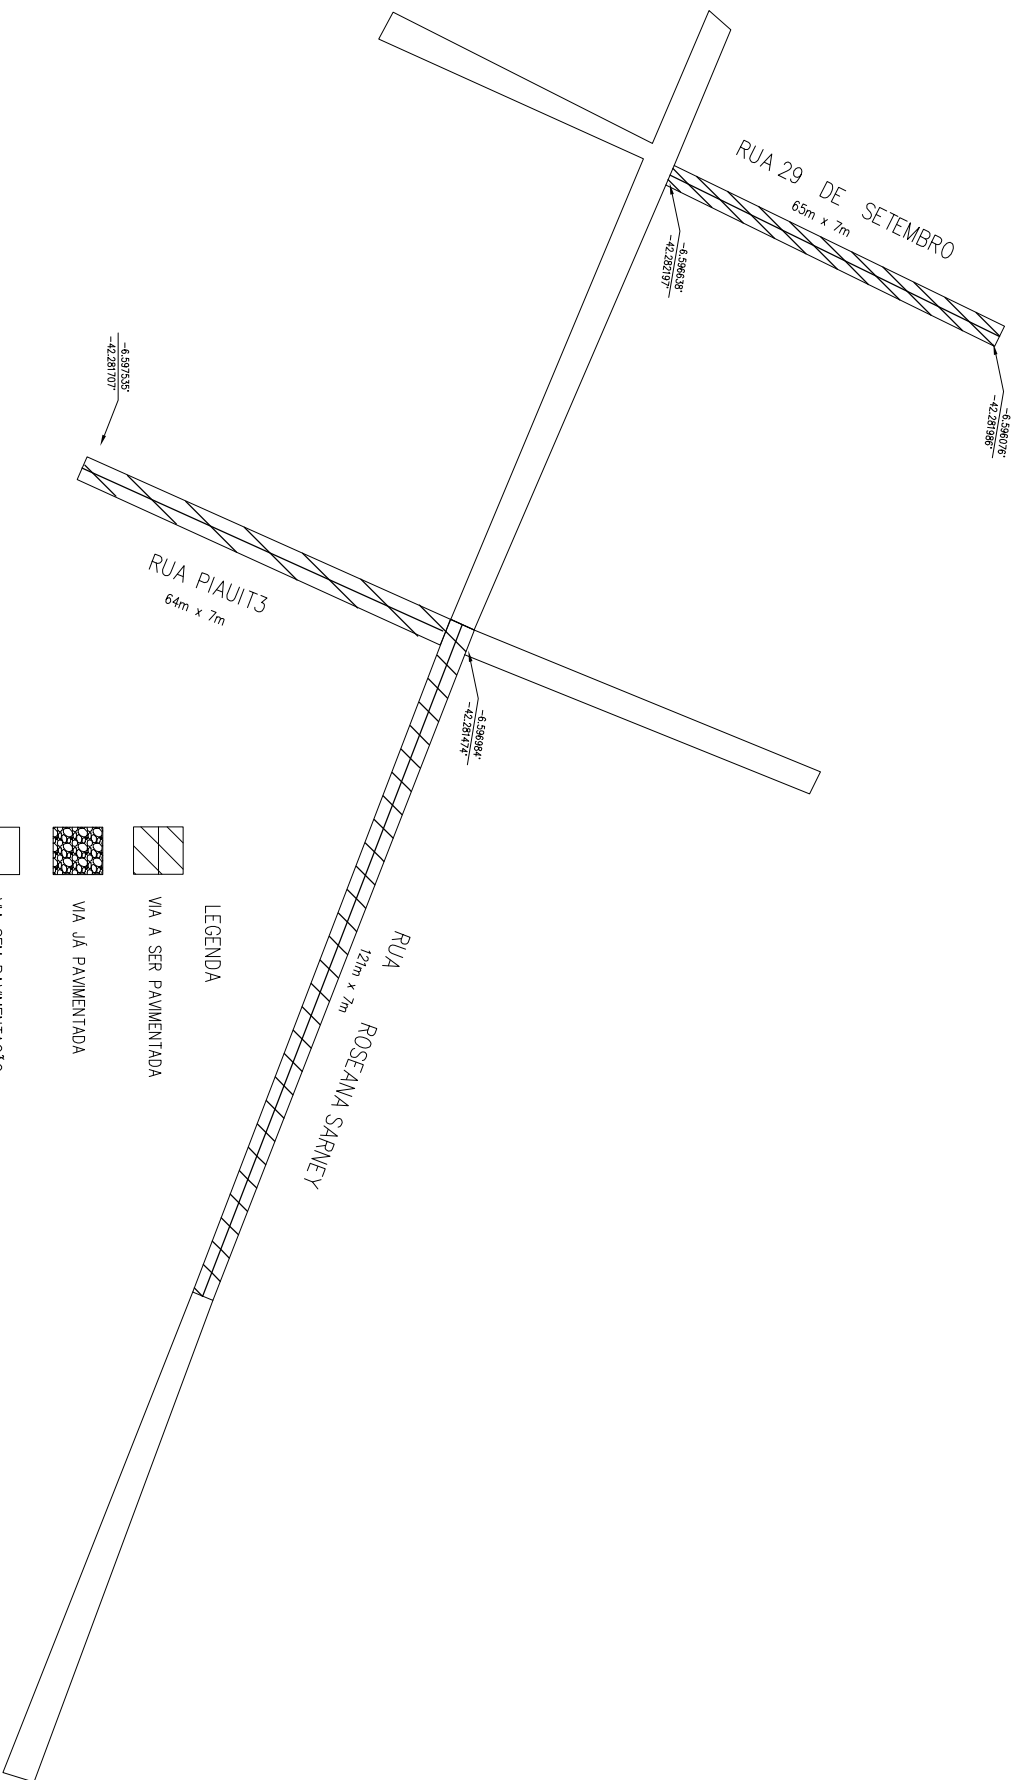 RUA 29 DE SETEMBRO
65m x 7m
-6.596638°
-42.282197°
-6.596076°
-42.281986°
-6.597535°
-42.281707°
RUA PIAUIT3
64m x 7m
-6.596984°
-42.281474°
RUA ROSEANA SARNEY
121m x 7m
LEGENDA
VIA A SER PAVIMENTADA
VIA JÁ PAVIMENTADA